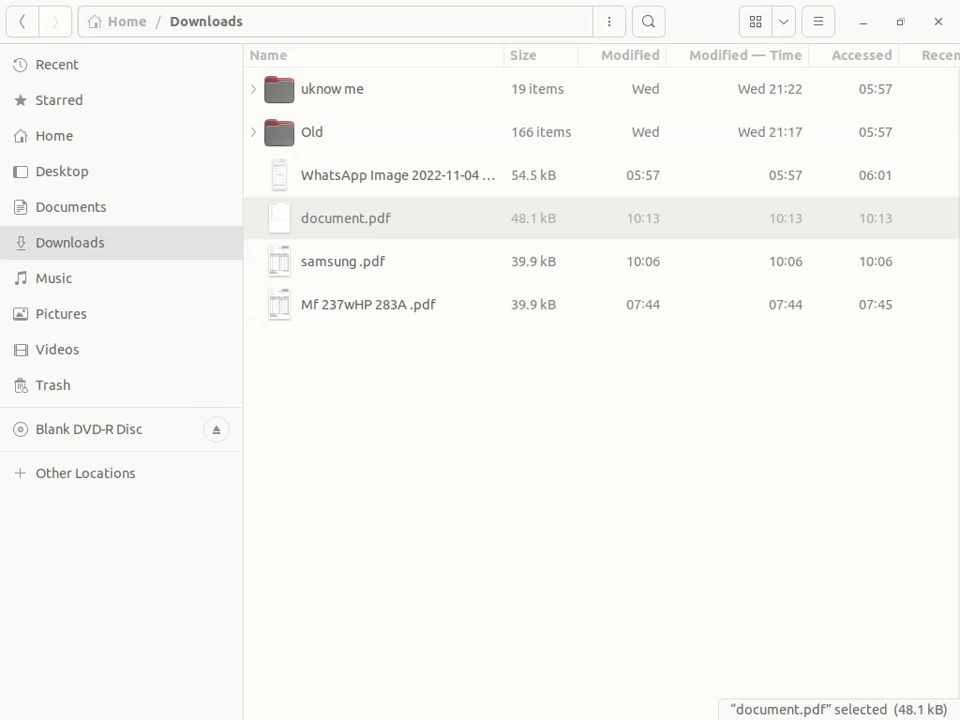 Home / Downloads
Recent
Starred
Home
Desktop
Documents
Downloads
Music
Pictures
Videos
Trash
Blank DVD-R Disc
Other Locations
Name Size Modified Modified — Time Accessed Recen
uknow me 19 items Wed Wed 21:22 05:57
Old 166 items Wed Wed 21:17 05:57
WhatsApp Image 2022-11-04 … 54.5 kB 05:57 05:57 06:01
document.pdf 48.1 kB 10:13 10:13 10:13
samsung .pdf 39.9 kB 10:06 10:06 10:06
Mf 237wHP 283A .pdf 39.9 kB 07:44 07:44 07:45
“document.pdf” selected (48.1 kB)